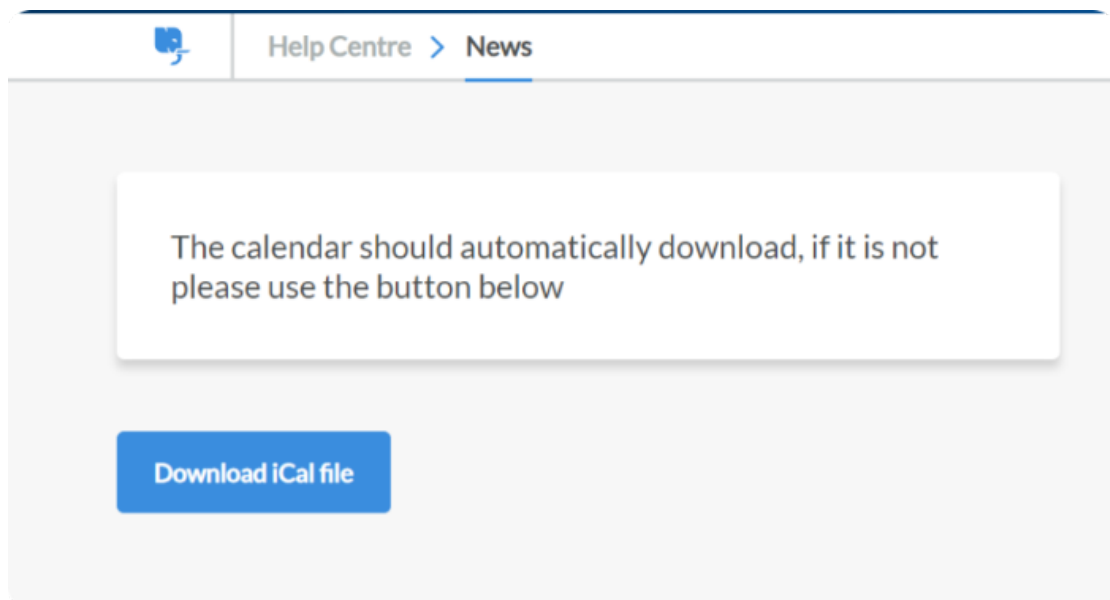 Help Centre > News
The calendar should automatically download, if it is not
please use the button below
Download iCal file